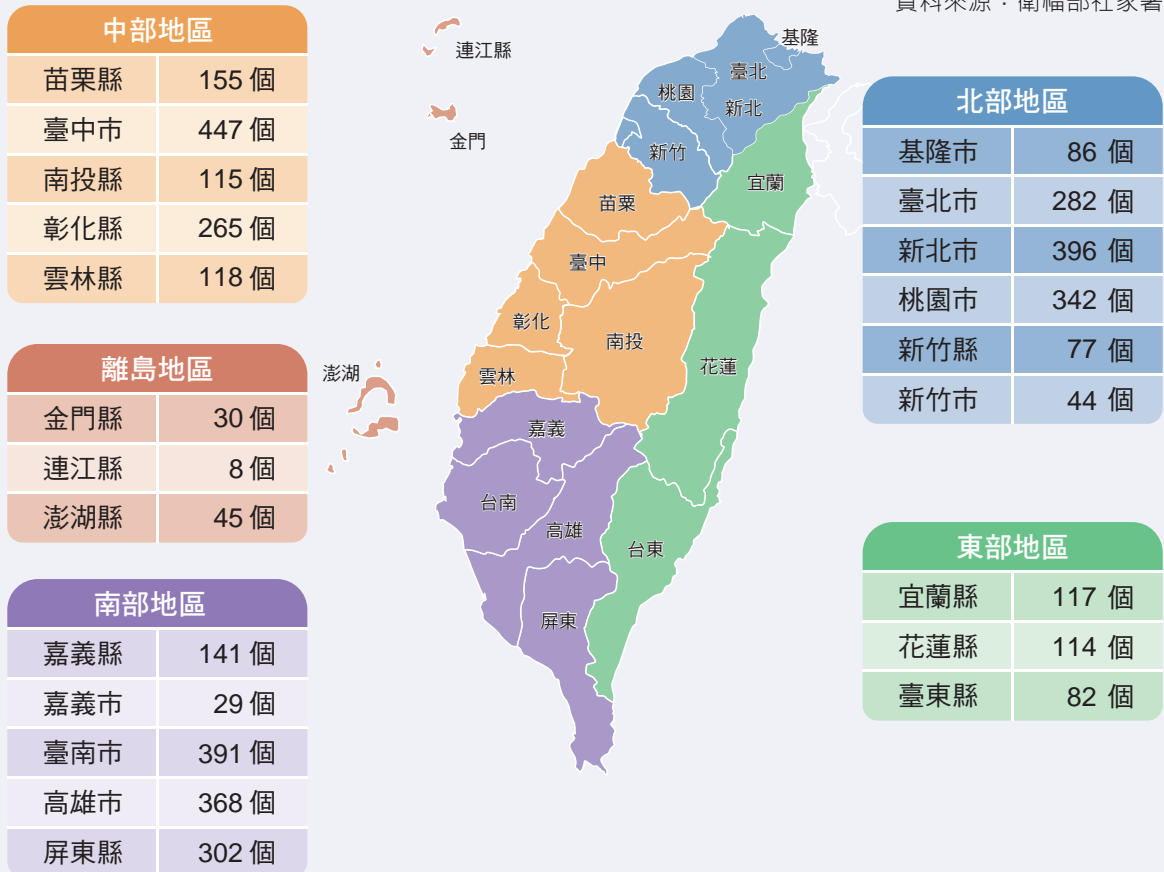 資料來源：衛福部社家署
中部地區
苗栗縣 155 個
臺中市 447 個
南投縣 115 個
彰化縣 265 個
雲林縣 118 個
離島地區
金門縣 30 個
連江縣 8 個
澎湖縣 45 個
南部地區
嘉義縣 141 個
嘉義市 29 個
臺南市 391 個
高雄市 368 個
屏東縣 302 個
連江縣
金門
澎湖
基隆
臺北
桃園
新北
新竹
宜蘭
苗栗
臺中
彰化
南投
花蓮
雲林
嘉義
台南
高雄
台東
屏東
北部地區
基隆市 86 個
臺北市 282 個
新北市 396 個
桃園市 342 個
新竹縣 77 個
新竹市 44 個
東部地區
宜蘭縣 117 個
花蓮縣 114 個
臺東縣 82 個